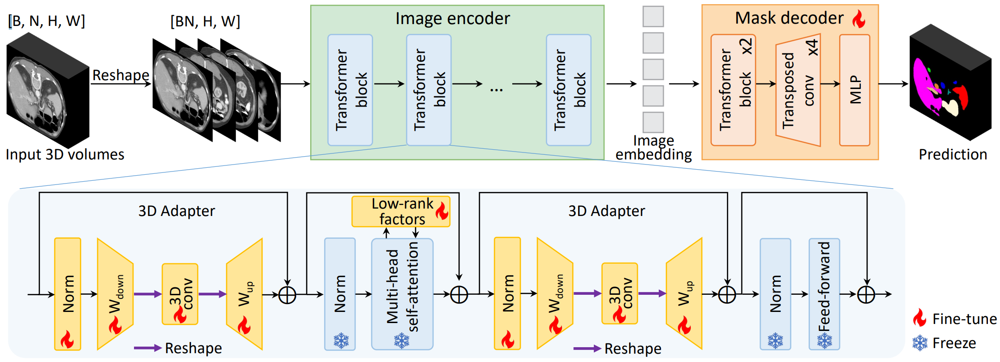 [B, N, H, W]
Input 3D volumes
Reshape
[BN, H, W]
Image encoder
Transformer
block
Transformer
block
...
Transformer
block
Image
embedding
Mask decoder
Transformer
block
x2
Transposed
conv
x4
MLP
Prediction
3D Adapter
Norm
Wdown
3D
conv
Wup
Reshape
Low-rank
factors
Norm
Multi-head
self-attention
3D Adapter
Norm
Wdown
3D
conv
Wup
Reshape
Norm
Feed-forward
Fine-tune
Freeze